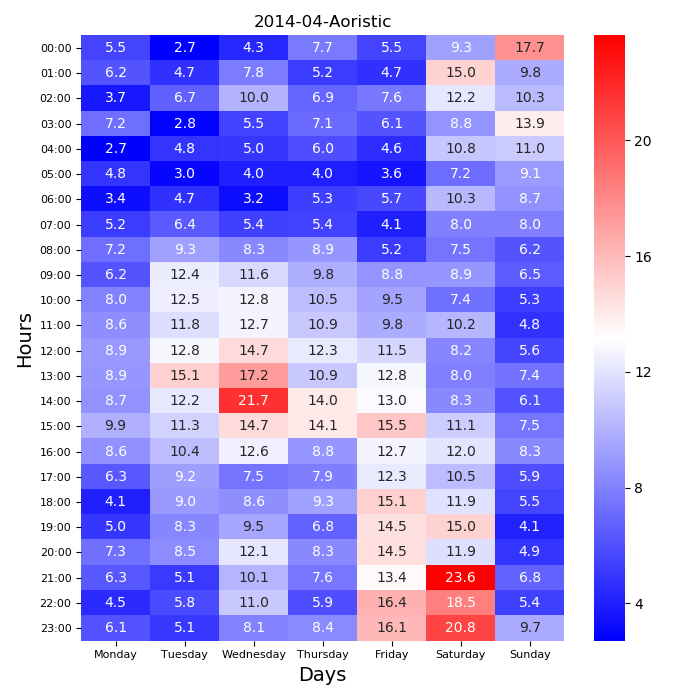 2014-04-Aoristic
00:00 5.5 2.7 4.3 7.7 5.5 9.3 17.7
01:00 6.2 4.7 7.8 5.2 4.7 15.0 9.8
02:00 3.7 6.7 10.0 6.9 7.6 12.2 10.3
03:00 7.2 2.8 5.5 7.1 6.1 8.8 13.9
04:00 2.7 4.8 5.0 6.0 4.6 10.8 11.0
05:00 4.8 3.0 4.0 4.0 3.6 7.2 9.1
06:00 3.4 4.7 3.2 5.3 5.7 10.3 8.7
07:00 5.2 6.4 5.4 5.4 4.1 8.0 8.0
08:00 7.2 9.3 8.3 8.9 5.2 7.5 6.2
09:00 6.2 12.4 11.6 9.8 8.8 8.9 6.5
10:00 8.0 12.5 12.8 10.5 9.5 7.4 5.3
11:00 8.6 11.8 12.7 10.9 9.8 10.2 4.8
12:00 8.9 12.8 14.7 12.3 11.5 8.2 5.6
13:00 8.9 15.1 17.2 10.9 12.8 8.0 7.4
14:00 8.7 12.2 21.7 14.0 13.0 8.3 6.1
15:00 9.9 11.3 14.7 14.1 15.5 11.1 7.5
16:00 8.6 10.4 12.6 8.8 12.7 12.0 8.3
17:00 6.3 9.2 7.5 7.9 12.3 10.5 5.9
18:00 4.1 9.0 8.6 9.3 15.1 11.9 5.5
19:00 5.0 8.3 9.5 6.8 14.5 15.0 4.1
20:00 7.3 8.5 12.1 8.3 14.5 11.9 4.9
21:00 6.3 5.1 10.1 7.6 13.4 23.6 6.8
22:00 4.5 5.8 11.0 5.9 16.4 18.5 5.4
23:00 6.1 5.1 8.1 8.4 16.1 20.8 9.7
Monday Tuesday Wednesday Thursday Friday Saturday Sunday
Days
Hours
20
16
12
8
4